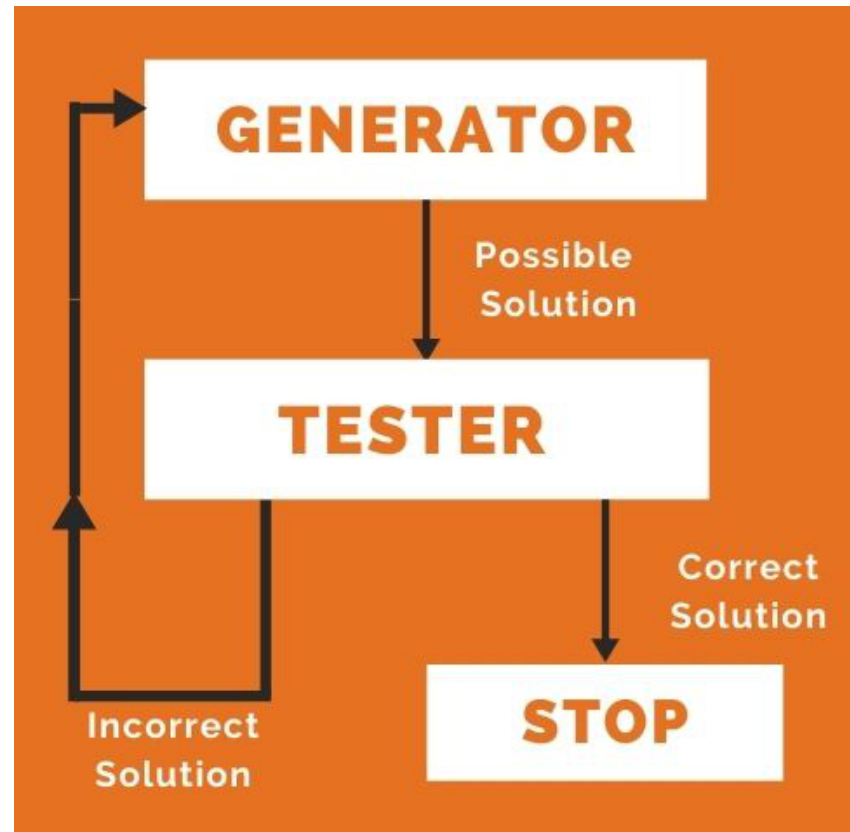 GENERATOR
Possible
Solution
TESTER
Correct
Solution
STOP
Incorrect
Solution